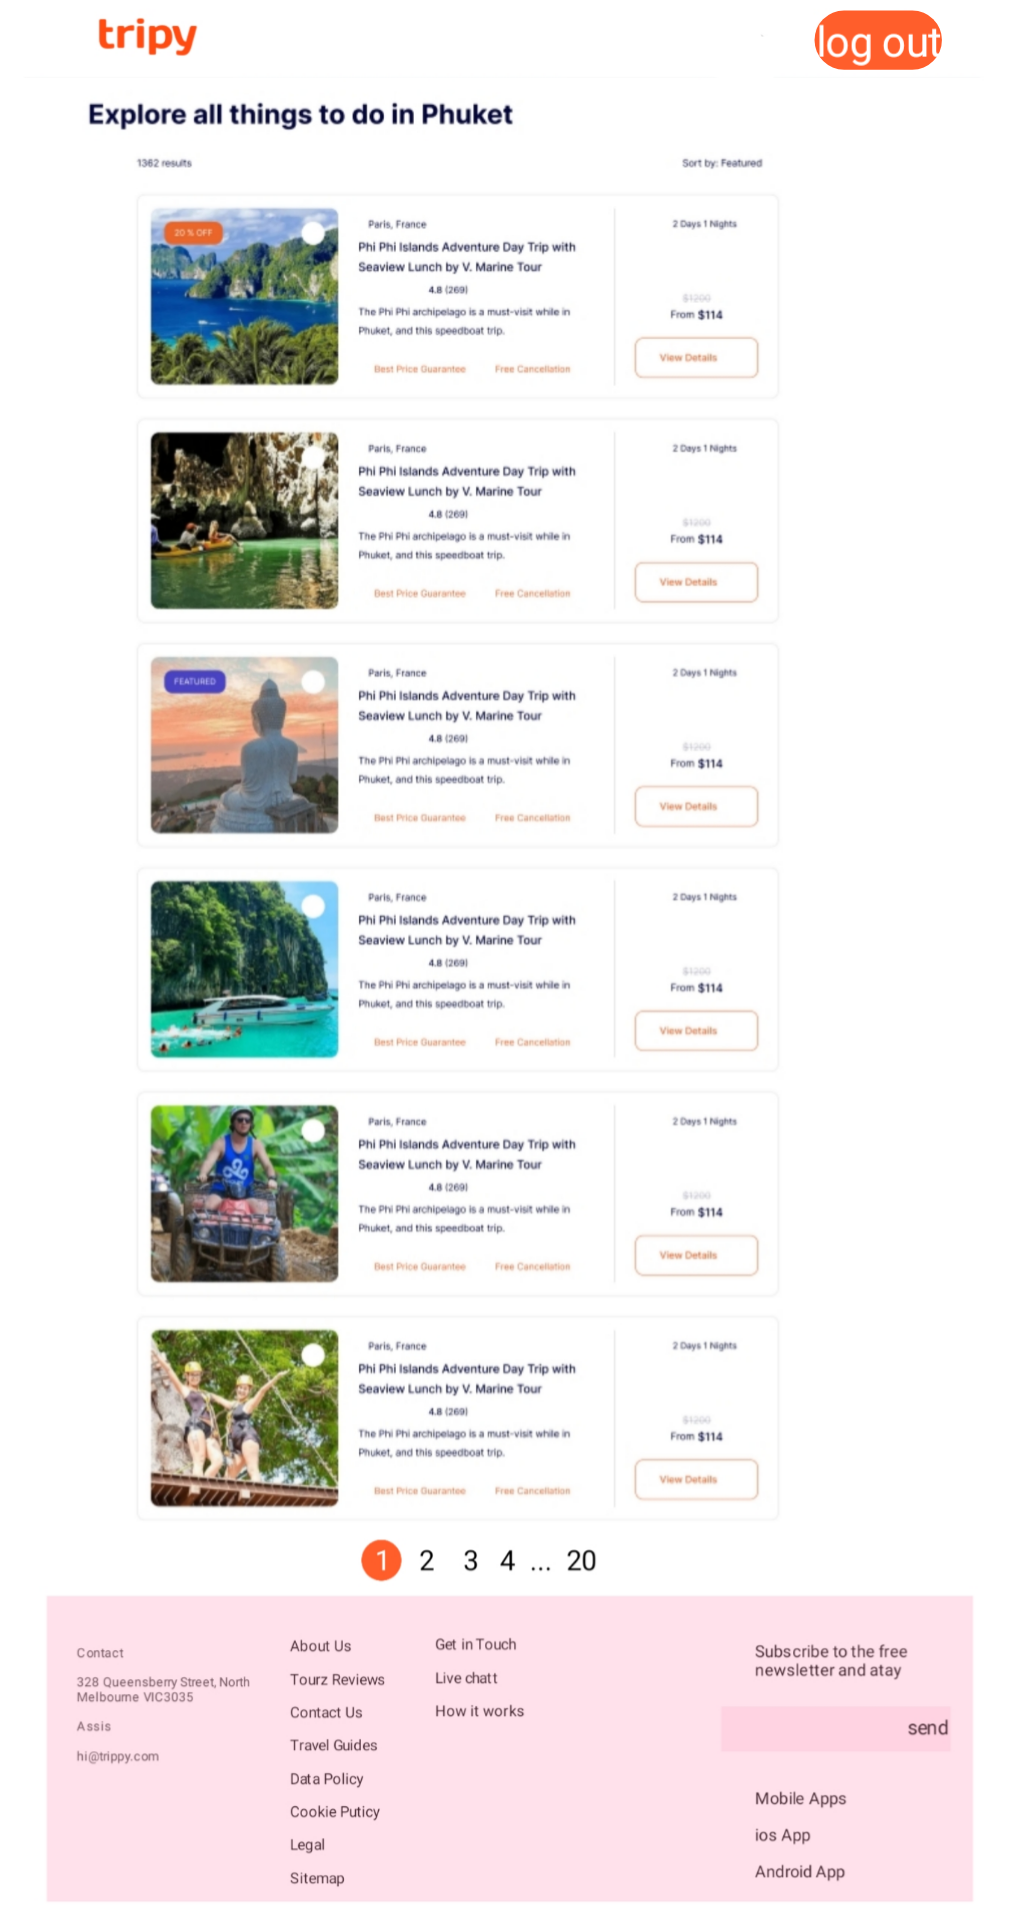 tripy
log out
Explore all things to do in Phuket
1362 results
Sort by: Featured
20 % OFF
Paris, France
2 Days 1 Nights
Phi Phi Islands Adventure Day Trip with
Seaview Lunch by V. Marine Tour
4.8 (269)
The Phi Phi archipelago is a must-visit while in
Phuket, and this speedboat trip.
$1200
From $114
Best Price Guarantee
Free Cancellation
View Details
Paris, France
2 Days 1 Nights
Phi Phi Islands Adventure Day Trip with
Seaview Lunch by V. Marine Tour
4.8 (269)
The Phi Phi archipelago is a must-visit while in
Phuket, and this speedboat trip.
$1200
From $114
Best Price Guarantee
Free Cancellation
View Details
FEATURED
Paris, France
2 Days 1 Nights
Phi Phi Islands Adventure Day Trip with
Seaview Lunch by V. Marine Tour
4.8 (269)
The Phi Phi archipelago is a must-visit while in
Phuket, and this speedboat trip.
$1200
From $114
Best Price Guarantee
Free Cancellation
View Details
Paris, France
2 Days 1 Nights
Phi Phi Islands Adventure Day Trip with
Seaview Lunch by V. Marine Tour
4.8 (269)
The Phi Phi archipelago is a must-visit while in
Phuket, and this speedboat trip.
$1200
From $114
Best Price Guarantee
Free Cancellation
View Details
Paris, France
2 Days 1 Nights
Phi Phi Islands Adventure Day Trip with
Seaview Lunch by V. Marine Tour
4.8 (269)
The Phi Phi archipelago is a must-visit while in
Phuket, and this speedboat trip.
$1200
From $114
Best Price Guarantee
Free Cancellation
View Details
Paris, France
2 Days 1 Nights
Phi Phi Islands Adventure Day Trip with
Seaview Lunch by V. Marine Tour
4.8 (269)
The Phi Phi archipelago is a must-visit while in
Phuket, and this speedboat trip.
$1200
From $114
Best Price Guarantee
Free Cancellation
View Details
1 2 3 4 ... 20
Contact
328 Queensberry Street, North
Melbourne VIC3035
Assis
hi@trippy.com
About Us
Tourz Reviews
Contact Us
Travel Guides
Data Policy
Cookie Puticy
Legal
Sitemap
Get in Touch
Live chatt
How it works
Subscribe to the free
newsletter and atay
send
Mobile Apps
ios App
Android App